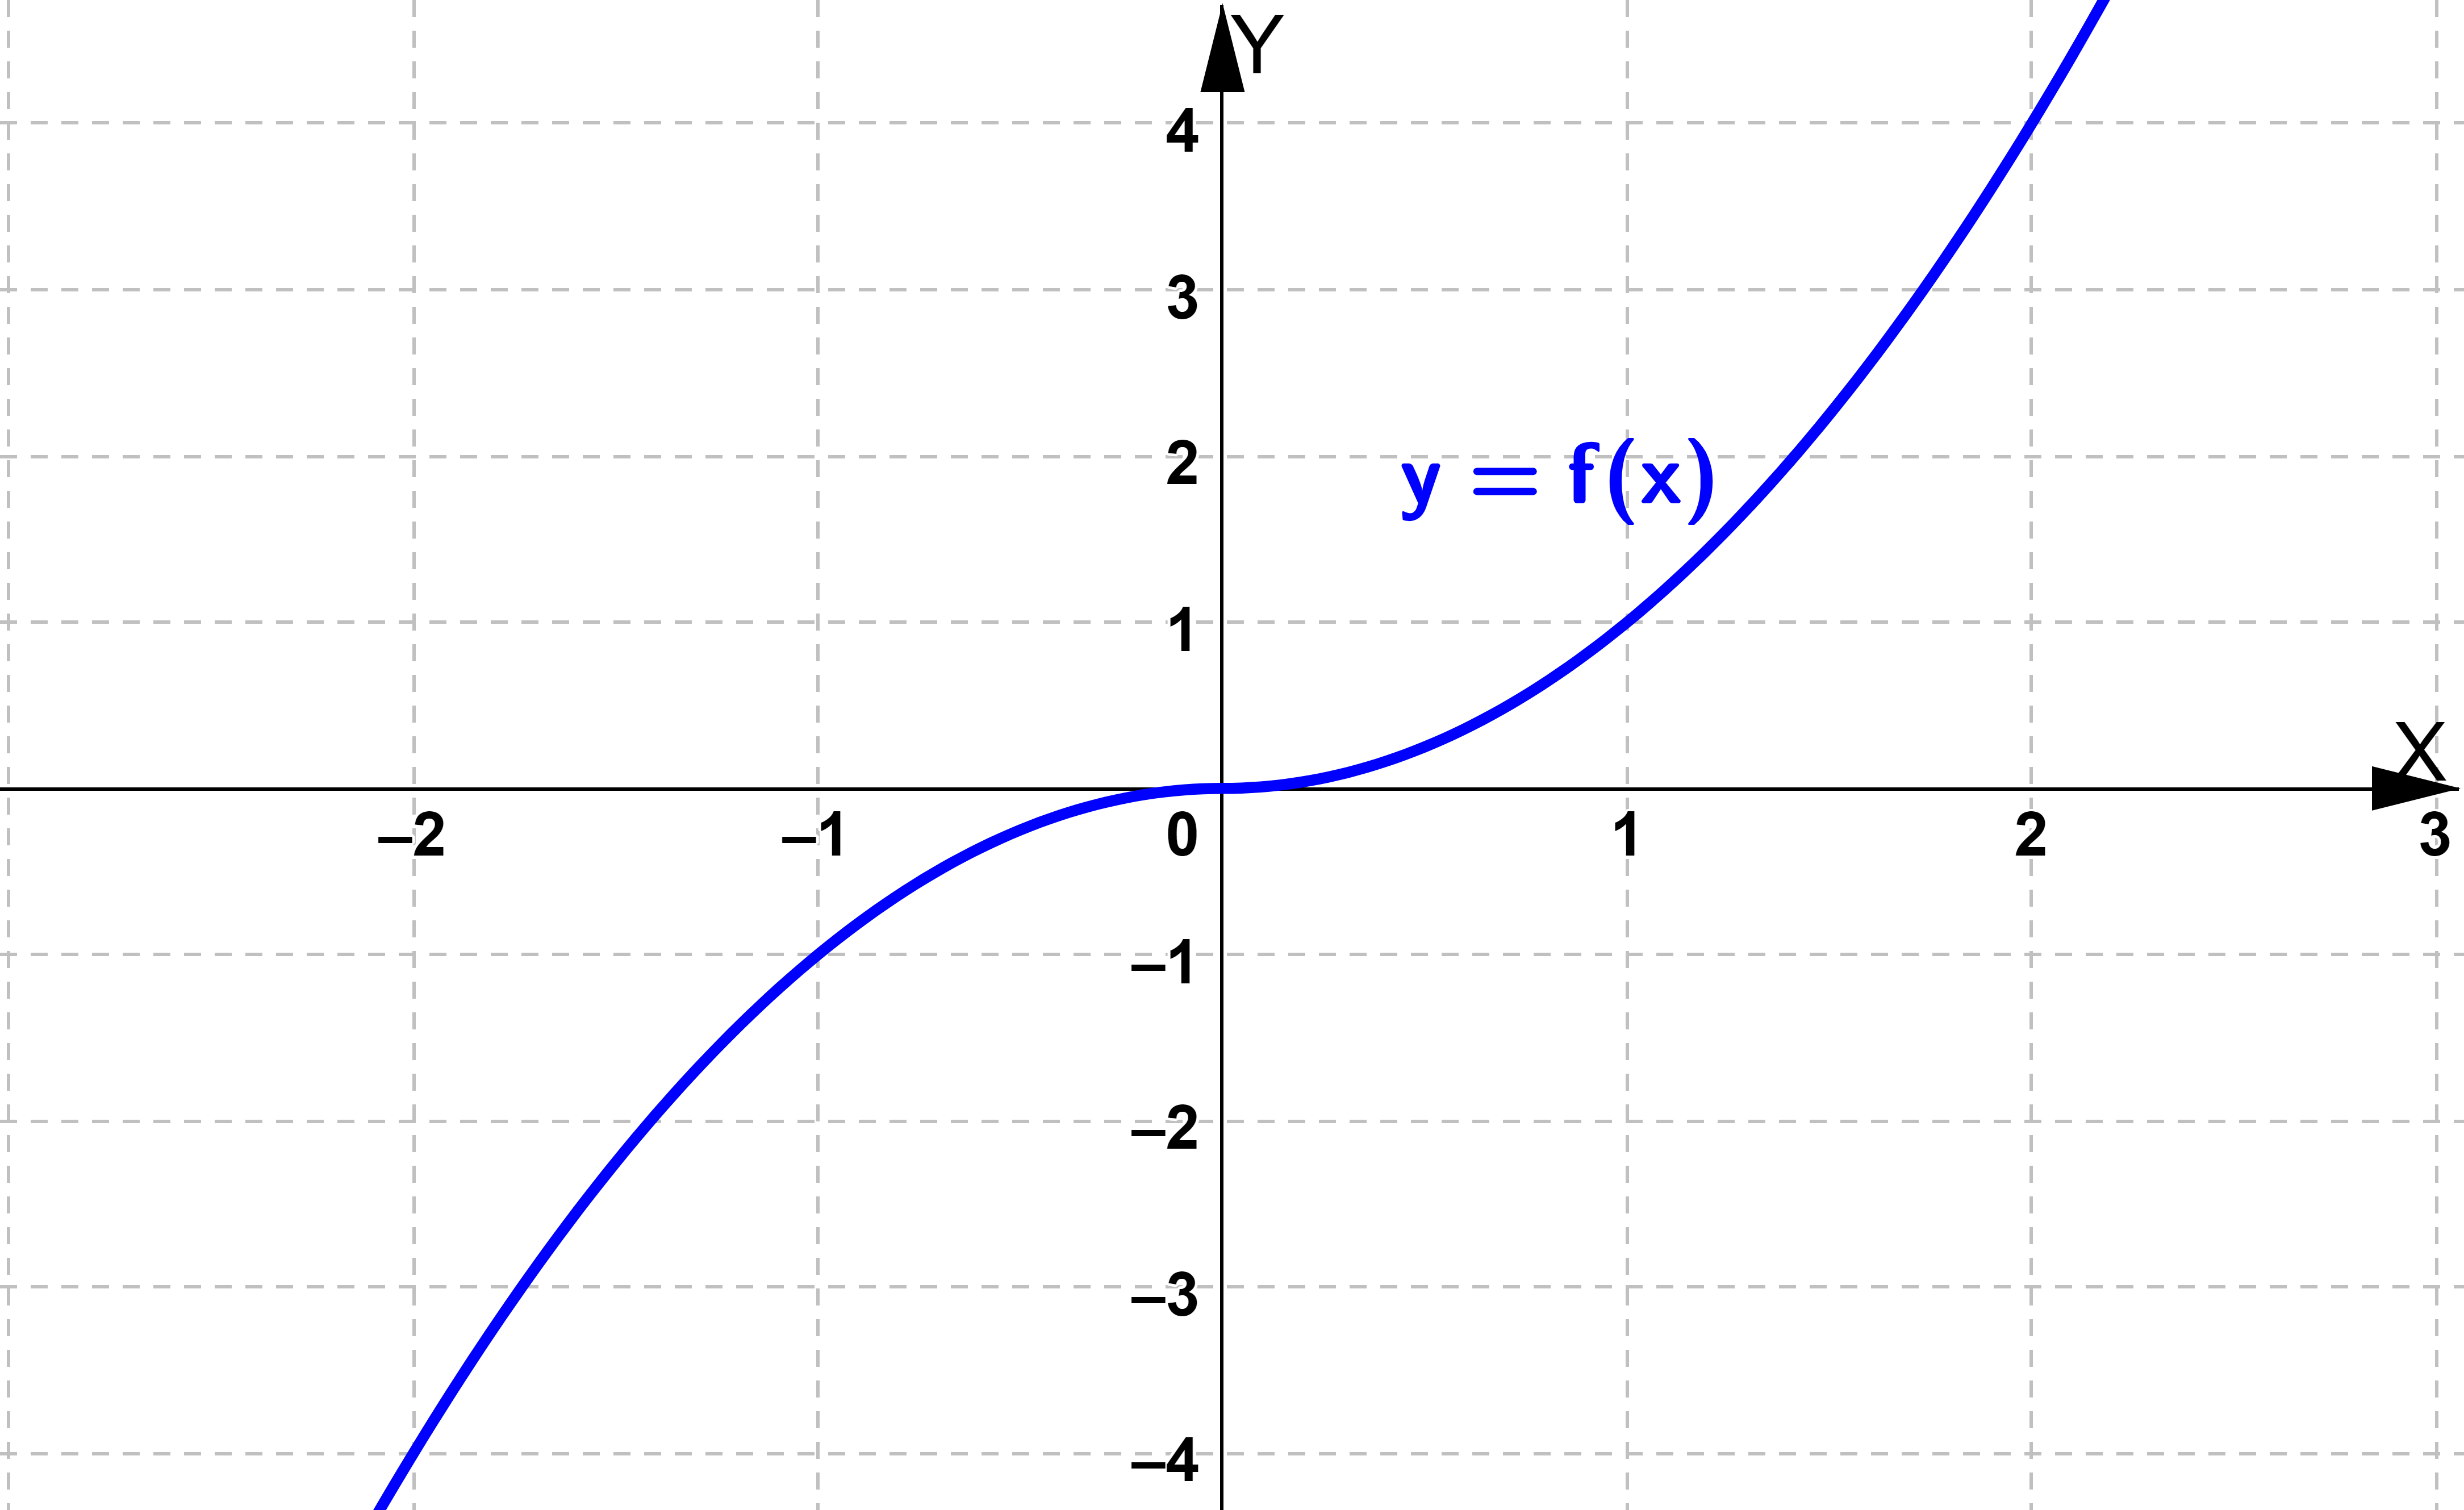 Y
4
3
2
y = f(x)
1
X
–2 –1 0 1 2 3
–1
–2
–3
–4